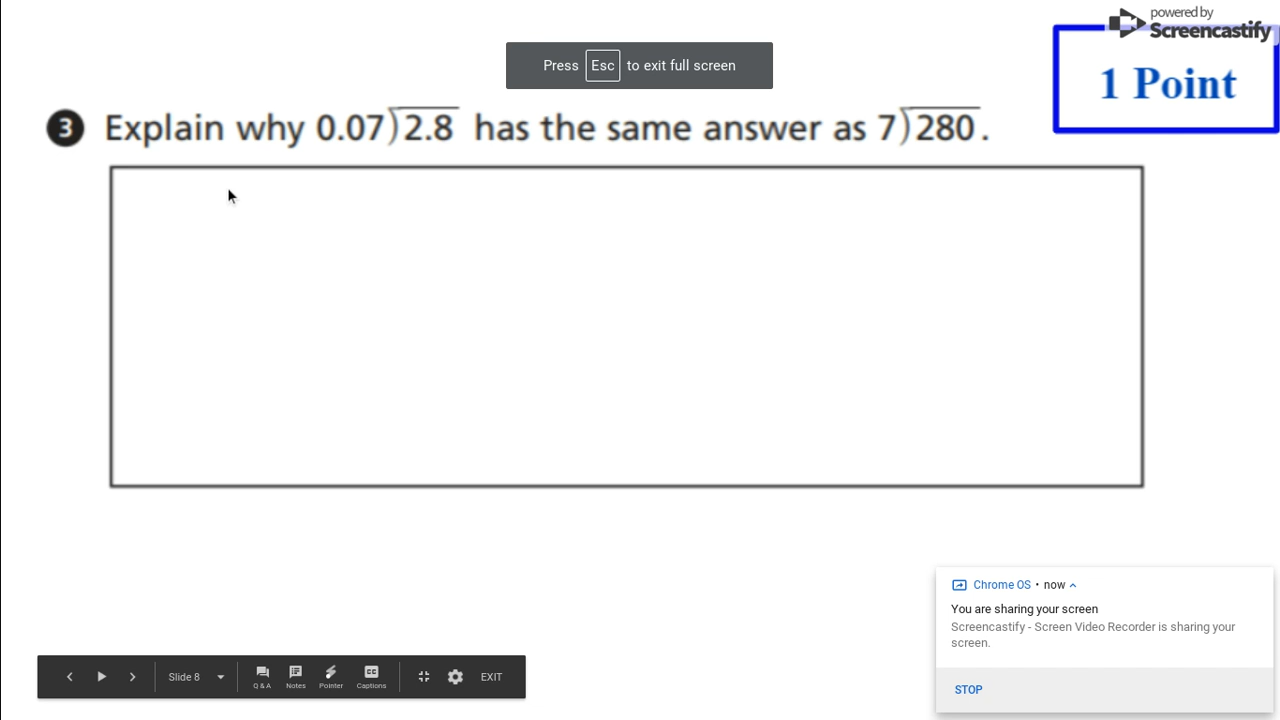 powered by
Screencastify
Press Esc to exit full screen
1 Point
3 Explain why 0.07)2.8 has the same answer as 7)280.
Chrome OS • now
You are sharing your screen
Screencastify - Screen Video Recorder is sharing your
screen.
STOP
Slide 8
Q & A
Notes
Pointer
CC
Captions
EXIT